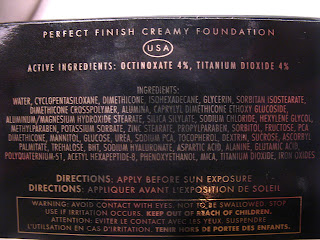 PERFECT FINISH CREAMY FOUNDATION
USA
ACTIVE INGREDIENTS: OCTINOXATE 4%, TITANIUM DIOXIDE 4%
INGREDIENTS:
WATER, CYCLOPENTASILOXANE, DIMETHICONE, ISOHEXADECANE, GLYCERIN, SORBITAN ISOSTEARATE,
DIMETHICONE CROSSPOLYMER, ALUMINA, CAPRYLYL DIMETHICONE ETHOXY GLUCOSIDE,
ALUMINUM/MAGNESIUM HYDROXIDE STEARATE, SILICA SILYLATE, SODIUM CHLORIDE, HEXYLENE GLYCOL,
METHYLPARABEN, POTASSIUM SORBATE, ZINC STEARATE, PROPYLPARABEN, SORBITOL, FRUCTOSE, PCA
DIMETHICONE, MANNITOL, GLUCOSE, UREA, SODIUM PCA, TOCOPHEROL, DEXTRIN, SUCROSE, ASCORBYL
PALMITATE, TREHALOSE, BHT, SODIUM HYALURONATE, ASPARTIC ACID, ALANINE, GLUTAMIC ACID,
POLYQUATERNIUM-51, ACETYL HEXAPEPTIDE-8, PHENOXYETHANOL, MICA, TITANIUM DIOXIDE, IRON OXIDES
DIRECTIONS: APPLY BEFORE SUN EXPOSURE
DIRECTIONS: APPLIQUER AVANT L'EXPOSITION DE SOLEIL
WARNING: AVOID CONTACT WITH EYES. NOT TO BE SWALLOWED. STOP
USE IF IRRITATION OCCURS. KEEP OUT OF REACH OF CHILDREN.
ATTENTION: EVITER LE CONTACT AVEC LES YEUX. SUSPENDEZ
L'UTILISATION EN CAS D'IRRITATION. TENIR HORS DE PORTEE DES ENFANTS.